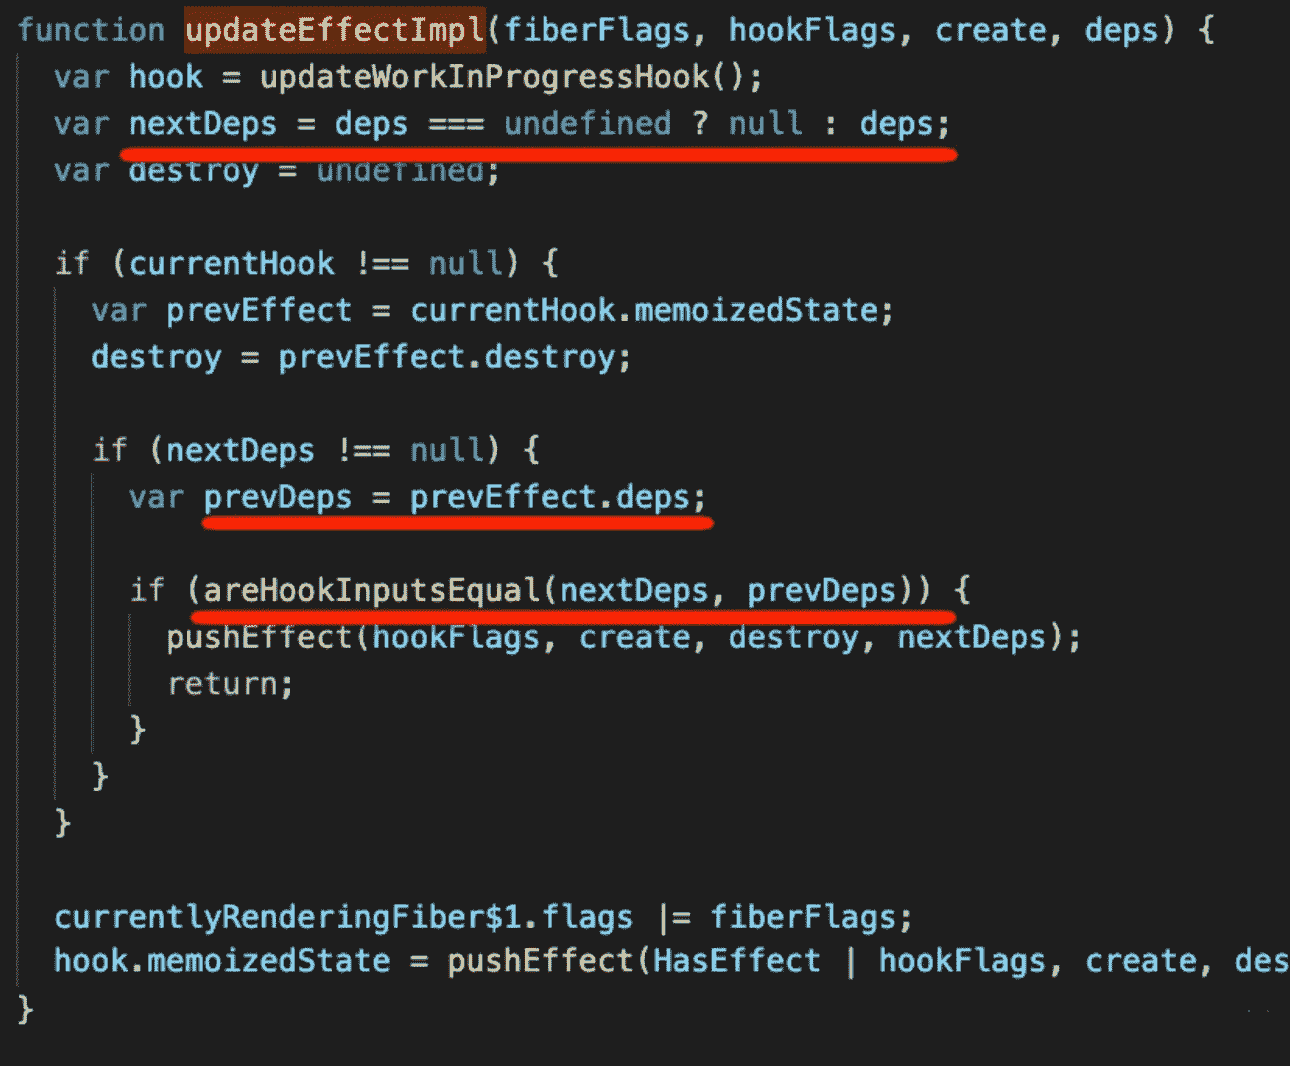 function updateEffectImpl(fiberFlags, hookFlags, create, deps) {
var hook = updateWorkInProgressHook();
var nextDeps = deps === undefined ? null : deps;
var destroy = undefined;
if (currentHook !== null) {
var prevEffect = currentHook.memoizedState;
destroy = prevEffect.destroy;
if (nextDeps !== null) {
var prevDeps = prevEffect.deps;
if (areHookInputsEqual(nextDeps, prevDeps)) {
pushEffect(hookFlags, create, destroy, nextDeps);
return;
}
}
}
currentlyRenderingFiber$1.flags |= fiberFlags;
hook.memoizedState = pushEffect(HasEffect | hookFlags, create, des
}